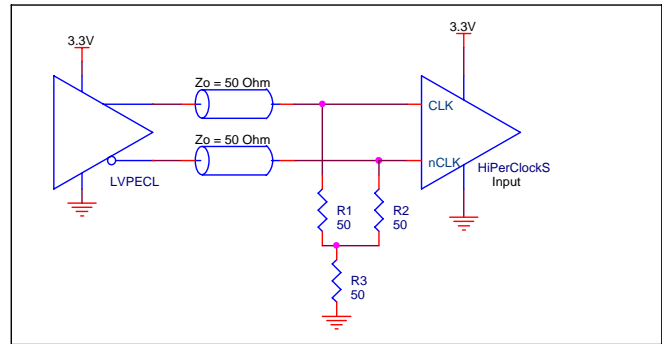 3.3V
3.3V
Zo = 50 Ohm
CLK
Zo = 50 Ohm
nCLK
HiPerClockS
Input
LVPECL
R1
50
R2
50
R3
50